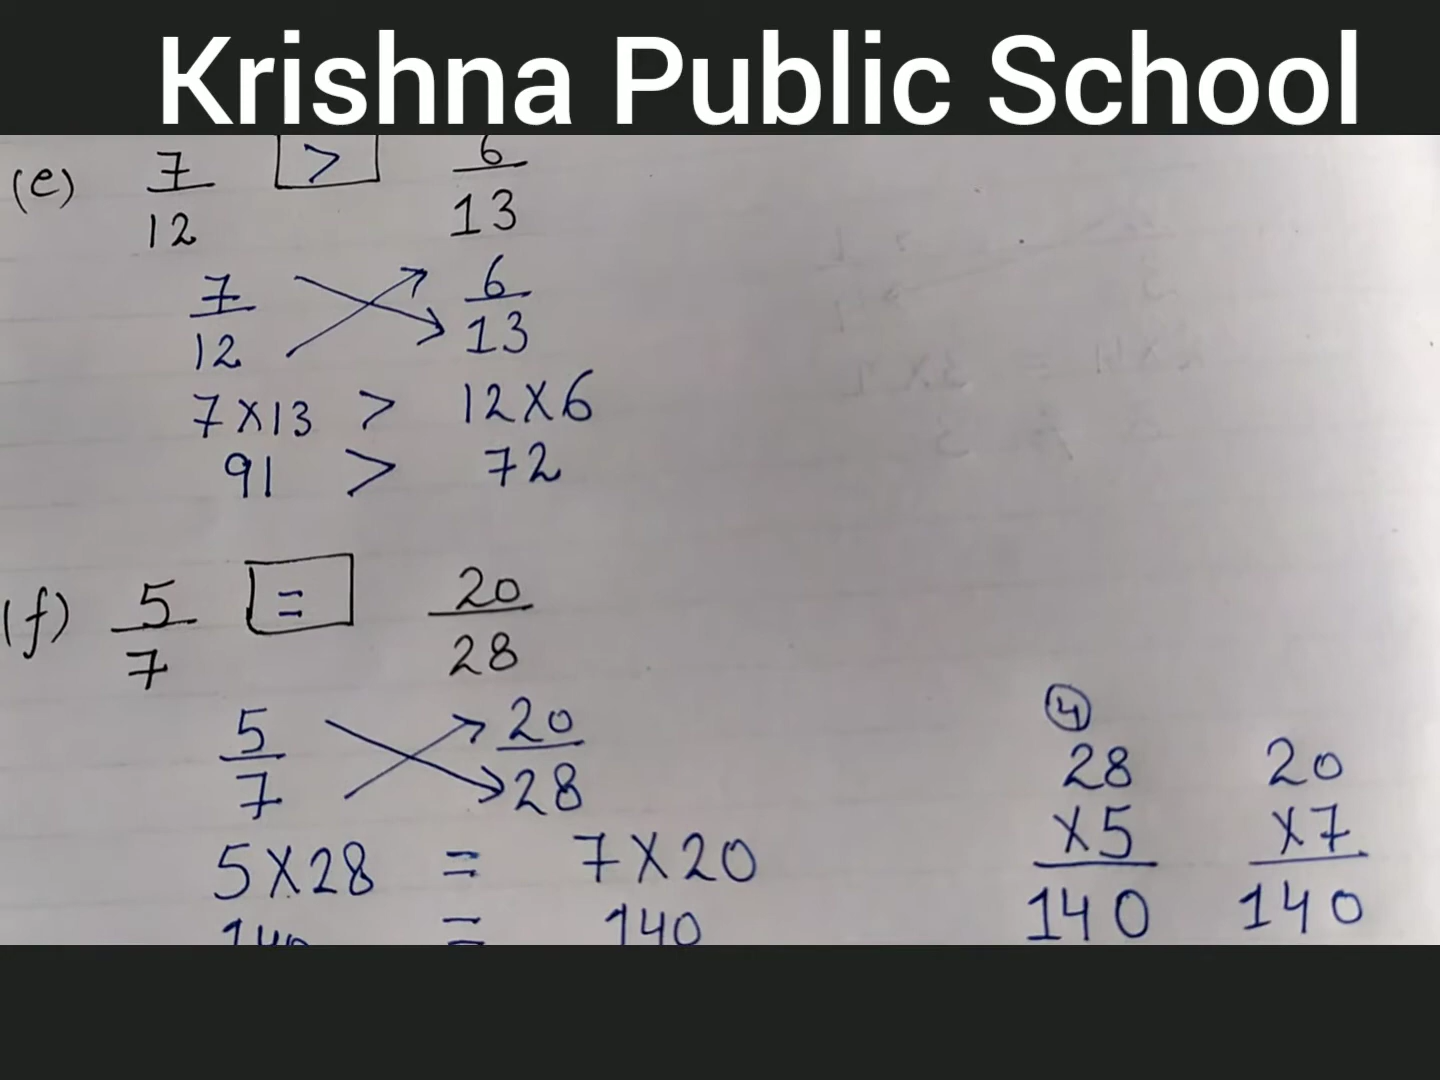 Krishna Public School
(e) 7/12 > 6/13
7/12 6/13
7×13 > 12×6
91 > 72
(f) 5/7 = 20/28
5/7 20/28
5×28 = 7×20
140 = 140
4
28 20
×5 ×7
140 140